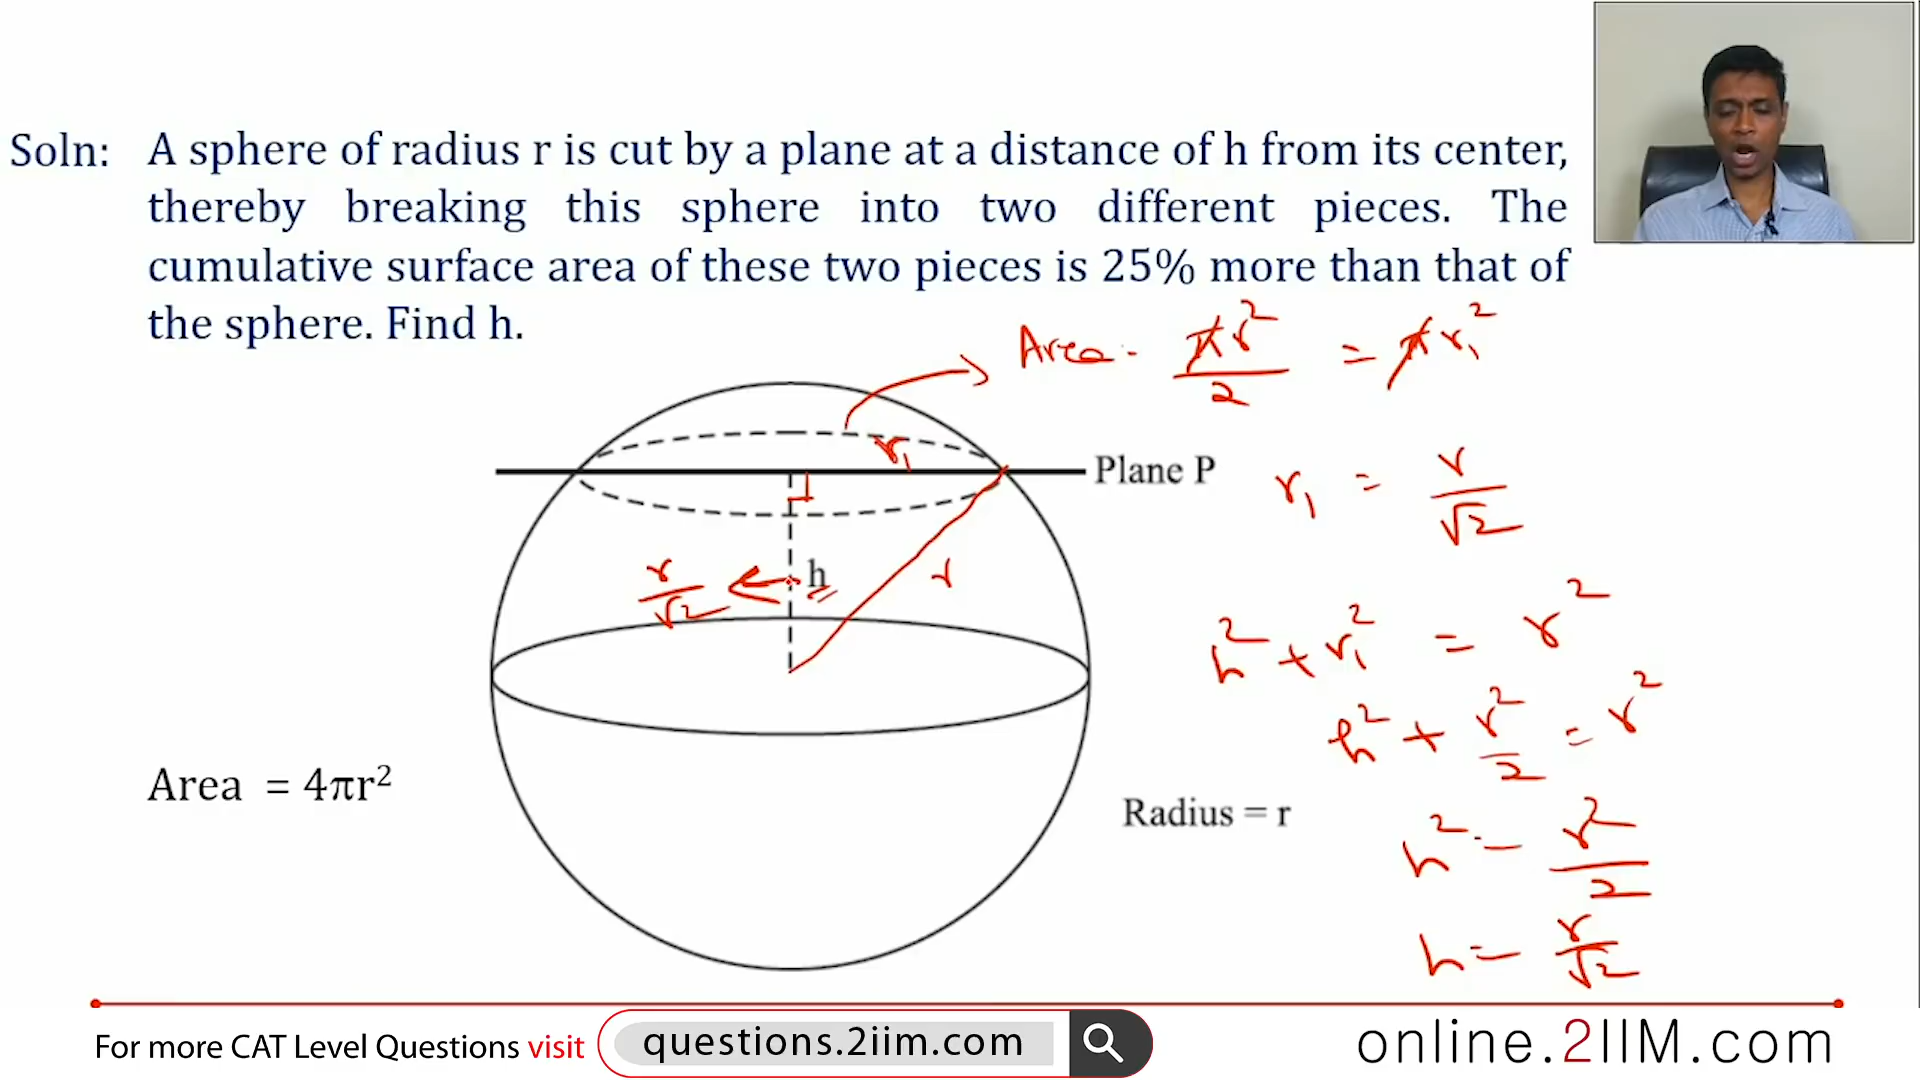 Soln: A sphere of radius r is cut by a plane at a distance of h from its center,
thereby breaking this sphere into two different pieces. The
cumulative surface area of these two pieces is 25% more than that of
the sphere. Find h.
Area - πr²/2 = πr₁²
r₁
Plane P
r₁ = r/√2
r/√2 ← h
r
h² + r₁² = r²
h² + r²/2 = r²
Area = 4πr²
Radius = r
h² = r²/2
h = r/√2
For more CAT Level Questions visit questions.2iim.com
online.2IIM.com